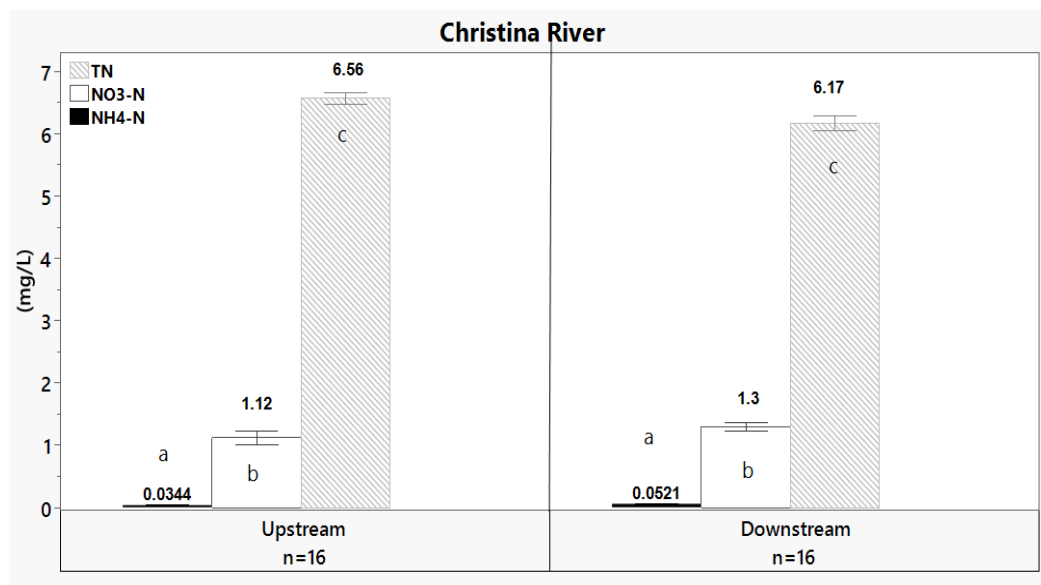 Christina River
TN
NO3-N
NH4-N
(mg/L)
7
6
5
4
3
2
1
0
6.56
c
1.12
b
a
0.0344
6.17
c
1.3
b
a
0.0521
Upstream
n=16
Downstream
n=16